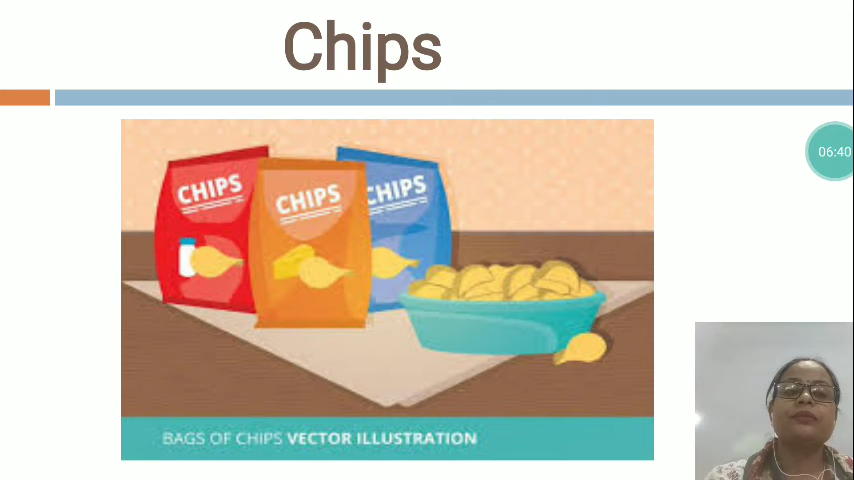 Chips
06:40
CHIPS
CHIPS
CHIPS
BAGS OF CHIPS VECTOR ILLUSTRATION